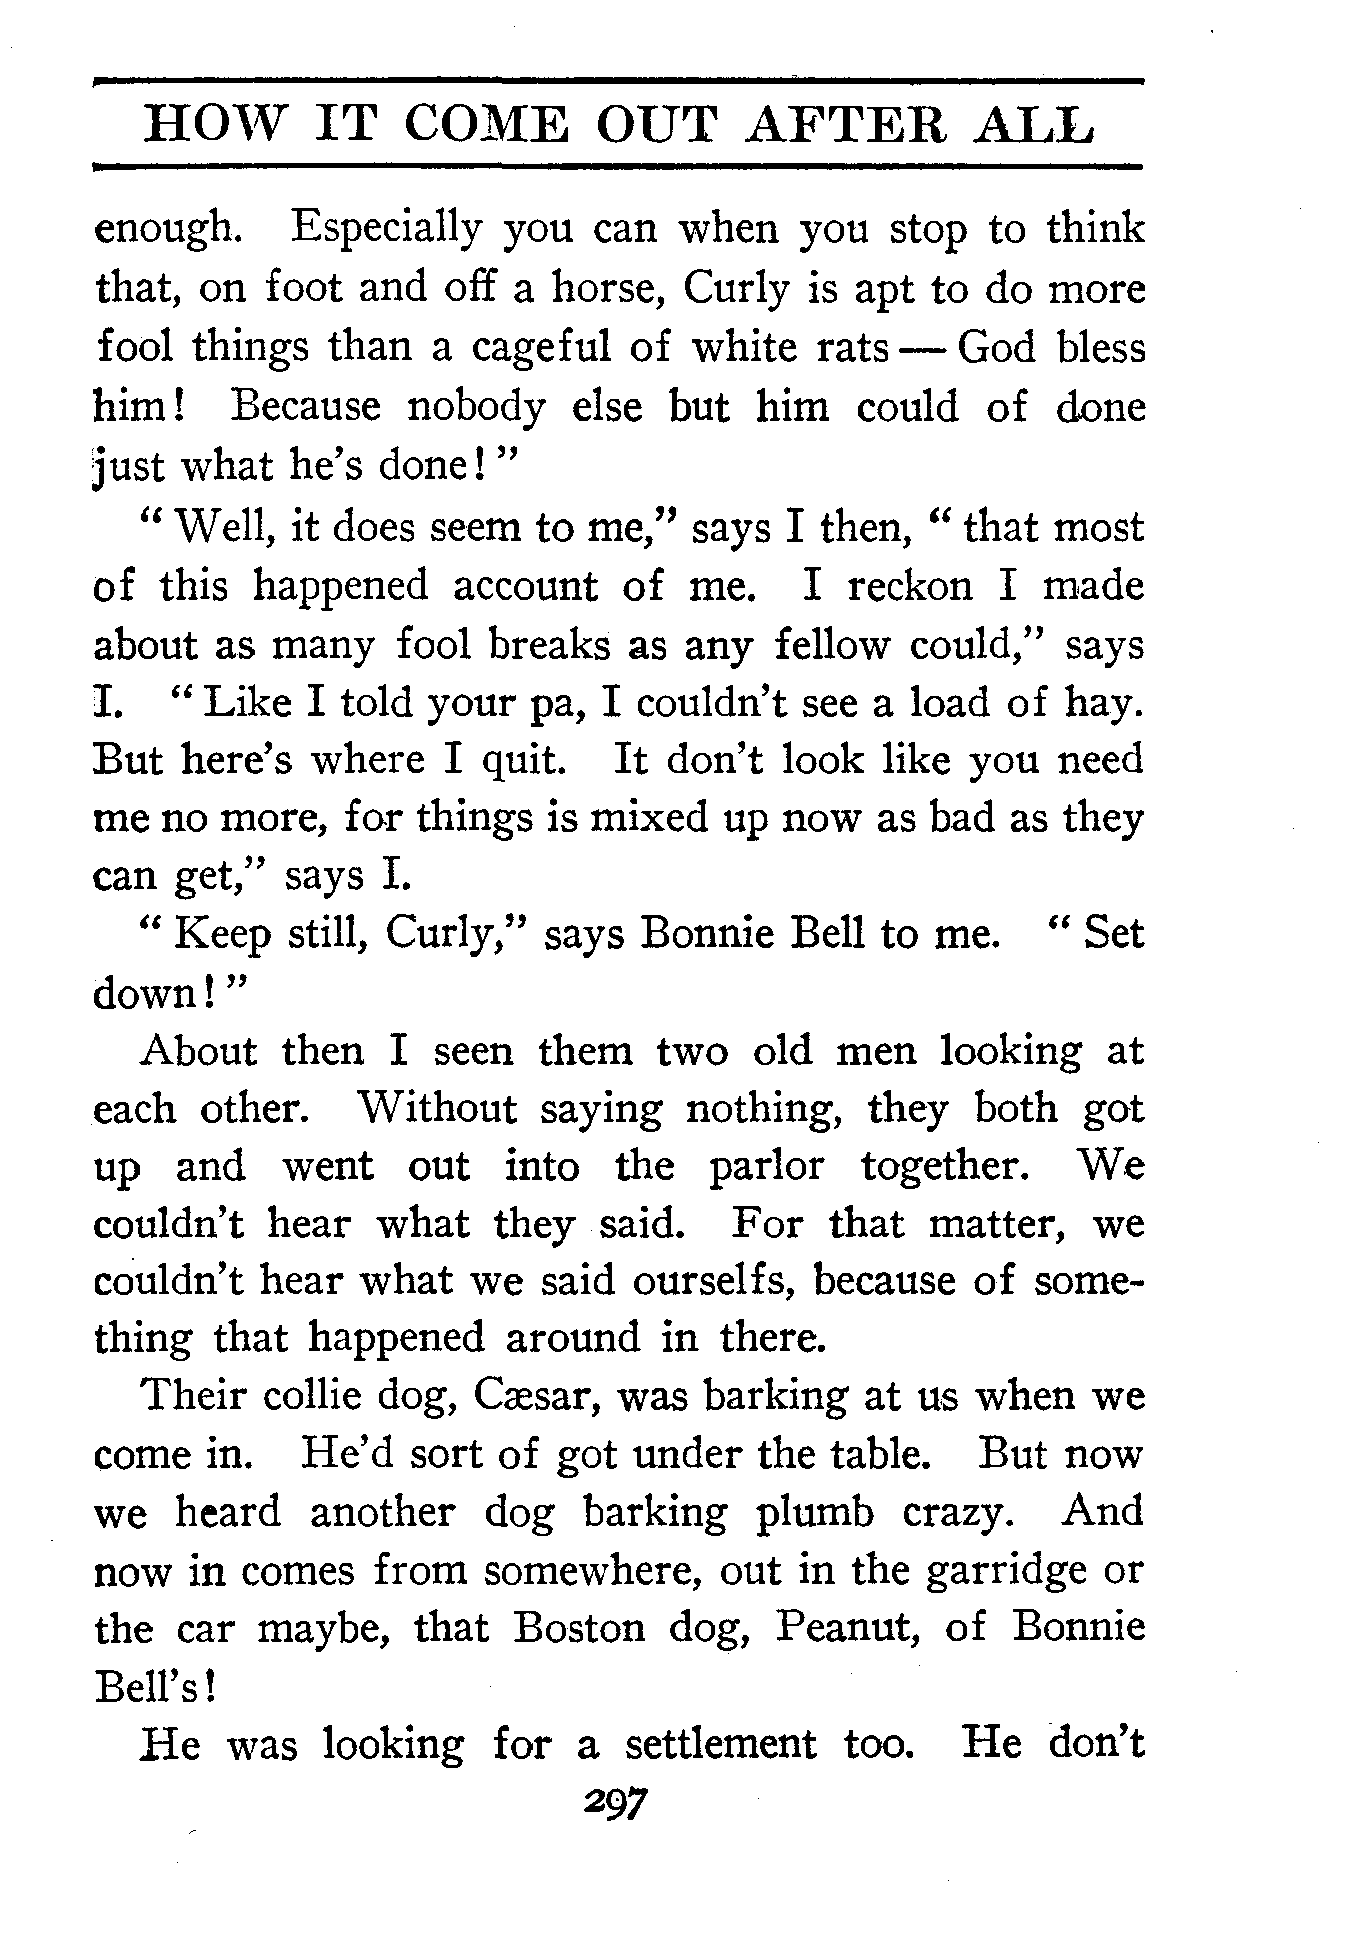 HOW IT COME OUT AFTER ALL
enough. Especially you can when you stop to think
that, on foot and off a horse, Curly is apt to do more
fool things than a cageful of white rats — God bless
him! Because nobody else but him could of done
just what he's done!"
"Well, it does seem to me," says I then, "that most
of this happened account of me. I reckon I made
about as many fool breaks as any fellow could," says
I. "Like I told your pa, I couldn't see a load of hay.
But here's where I quit. It don't look like you need
me no more, for things is mixed up now as bad as they
can get," says I.
"Keep still, Curly," says Bonnie Bell to me. "Set
down!"
About then I seen them two old men looking at
each other. Without saying nothing, they both got
up and went out into the parlor together. We
couldn't hear what they said. For that matter, we
couldn't hear what we said ourselfs, because of some-
thing that happened around in there.
Their collie dog, Cæsar, was barking at us when we
come in. He'd sort of got under the table. But now
we heard another dog barking plumb crazy. And
now in comes from somewhere, out in the garridge or
the car maybe, that Boston dog, Peanut, of Bonnie
Bell's!
He was looking for a settlement too. He don't
297